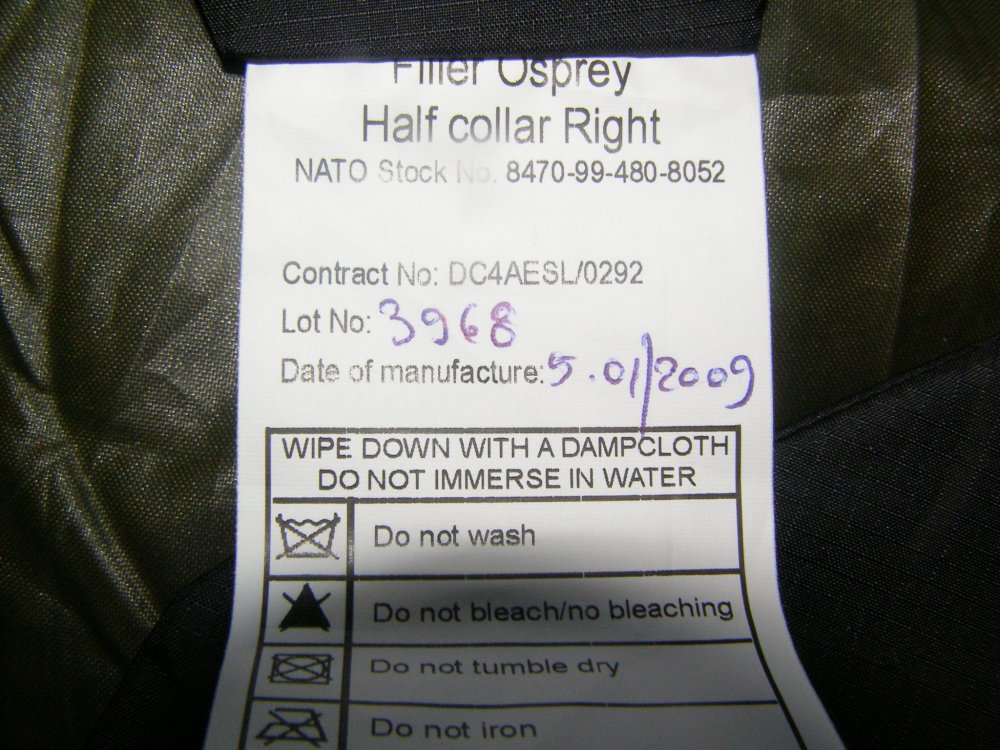 Filler Osprey
Half collar Right
NATO Stock No. 8470-99-480-8052
Contract No: DC4AESL/0292
Lot No: 3968
Date of manufacture: 5.01/2009
WIPE DOWN WITH A DAMPCLOTH
DO NOT IMMERSE IN WATER
Do not wash
Do not bleach/no bleaching
Do not tumble dry
Do not iron